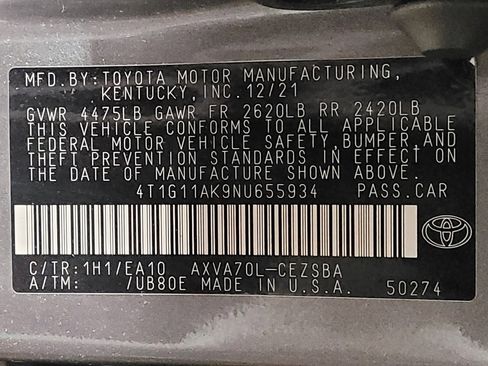 MFD.BY:TOYOTA MOTOR MANUFACTURING,
KENTUCKY, INC.12/21
GVWR 4475LB GAWR FR 2620LB RR 2420LB
THIS VEHICLE CONFORMS TO ALL APPLICABLE
FEDERAL MOTOR VEHICLE SAFETY,BUMPER,AND
THEFT PREVENTION STANDARDS IN EFFECT ON
THE DATE OF MANUFACTURE SHOWN ABOVE.
4T1G11AK9NU655934 PASS.CAR
C/TR:1H1/EA10 AXVA70L-CEZSBA
A/TM: /UB80E MADE IN U.S.A. 50274